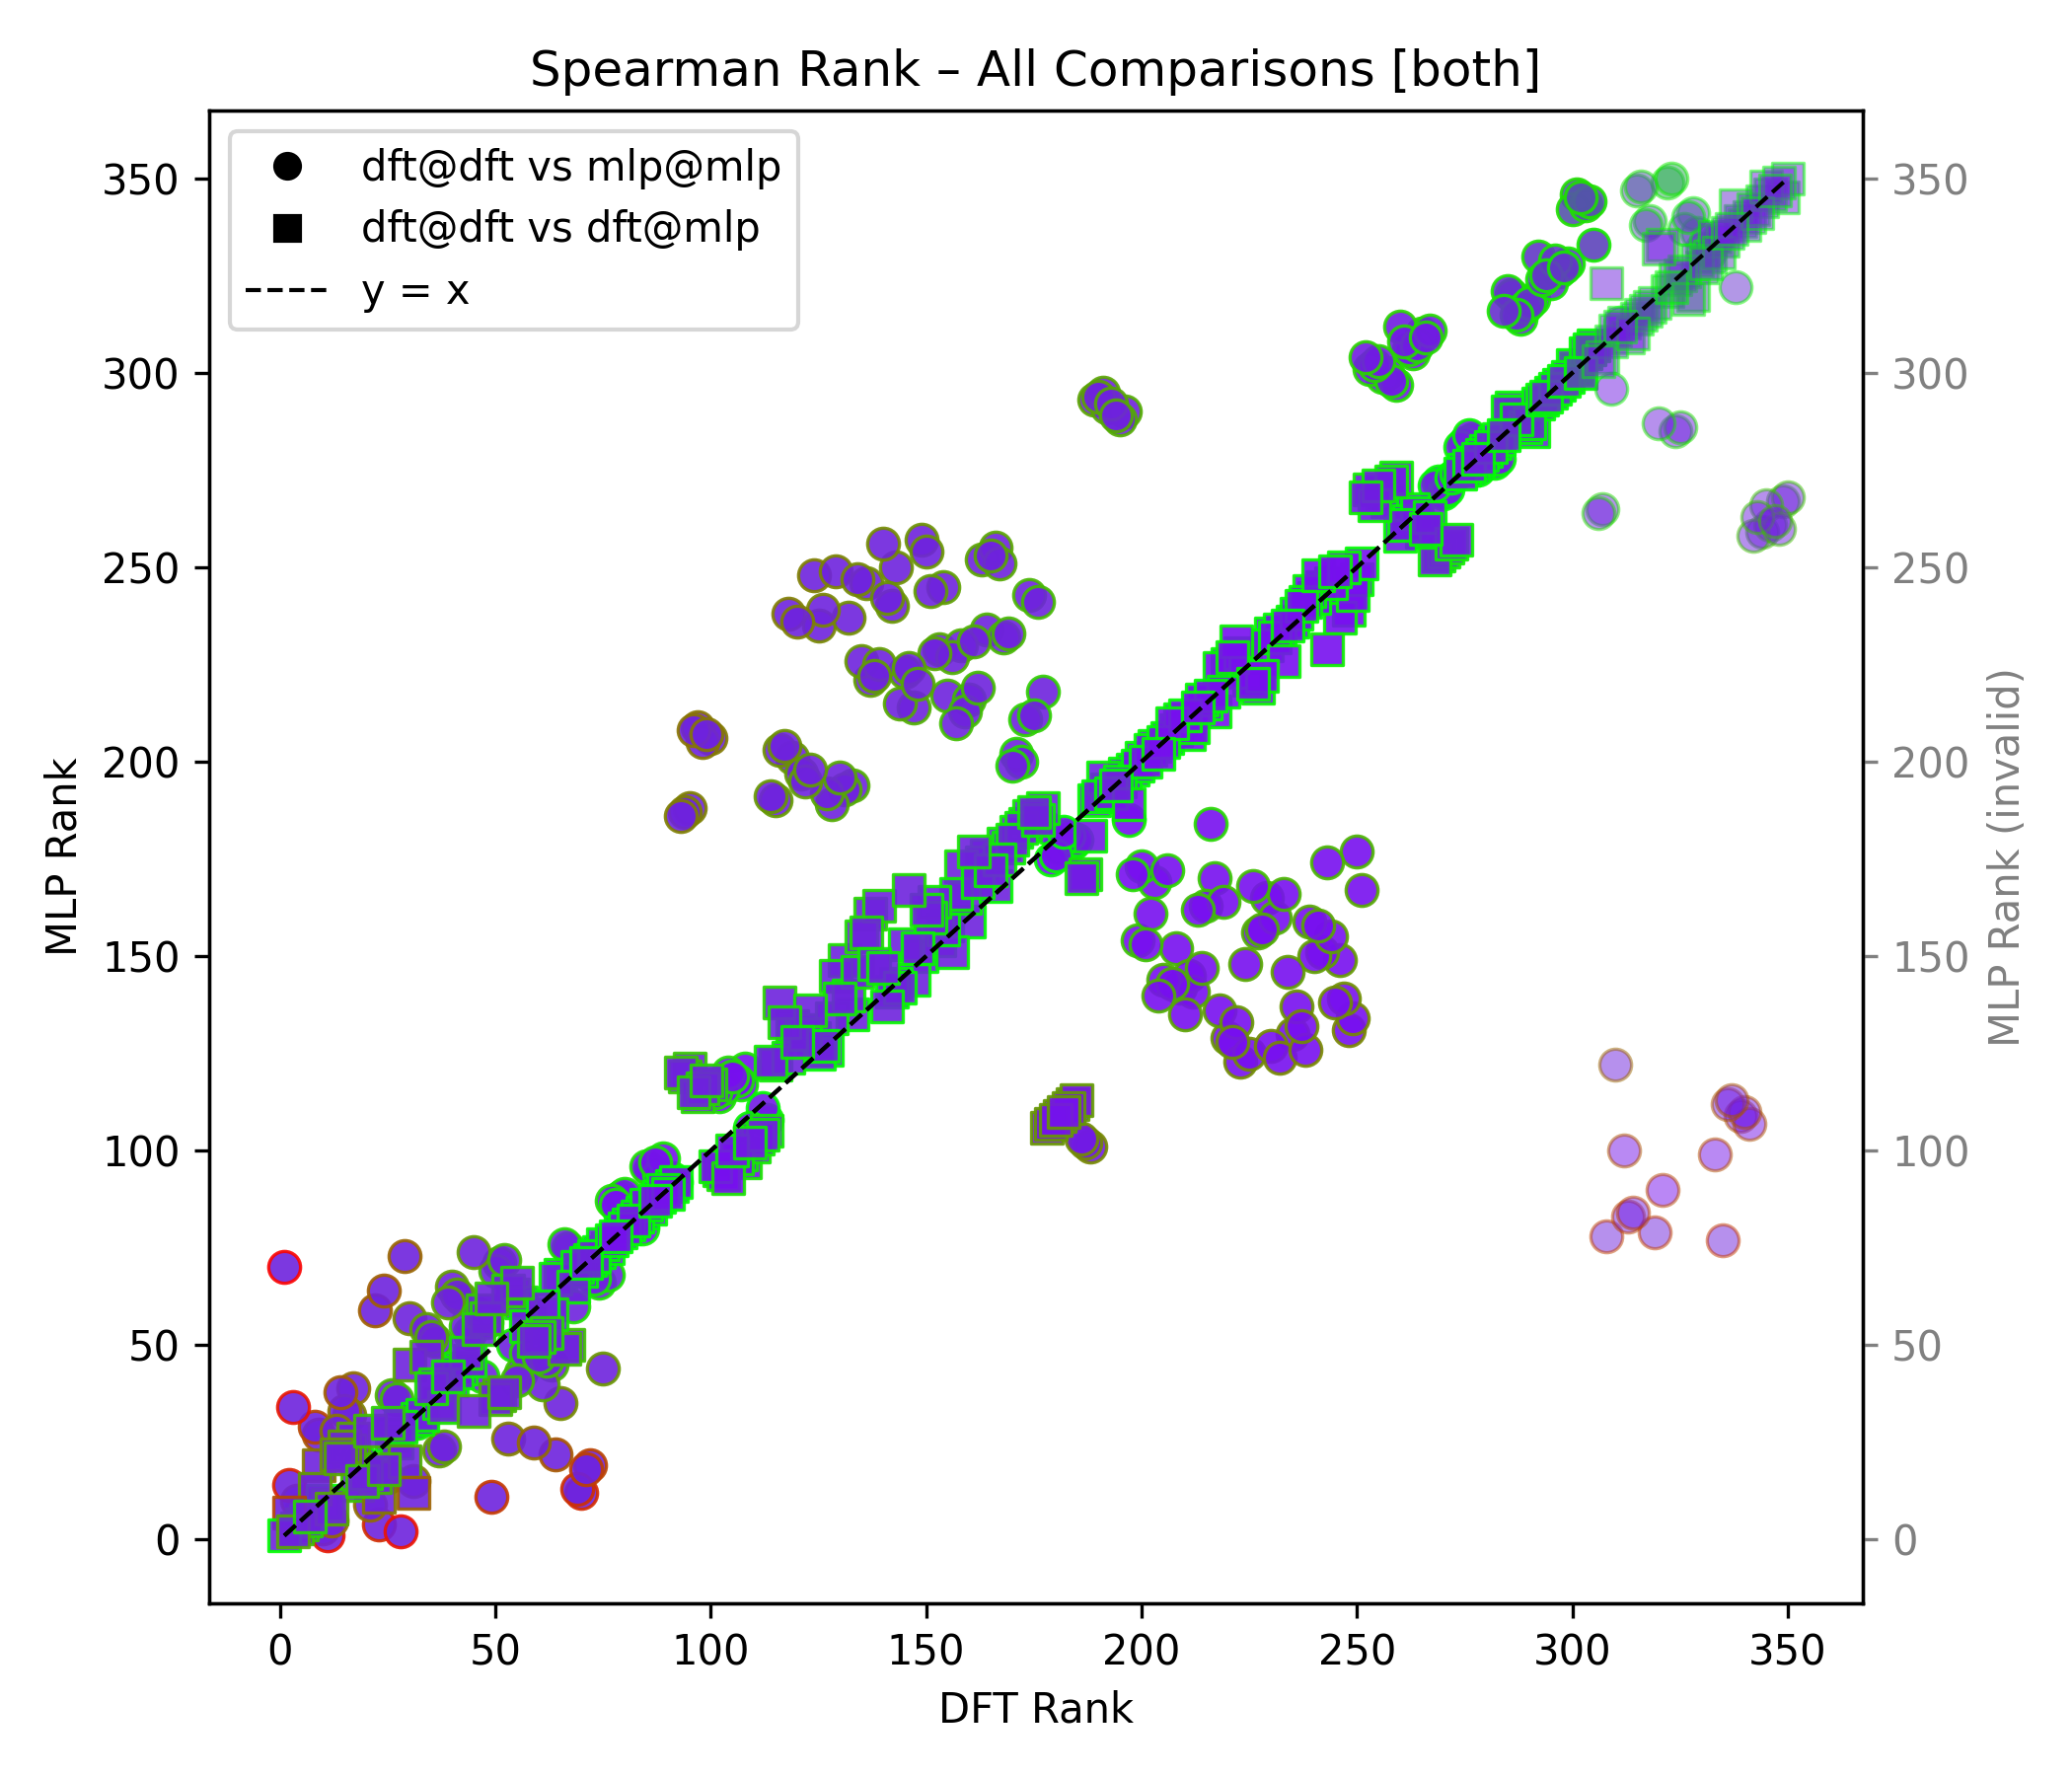 Spearman Rank – All Comparisons [both]
dft@dft vs mlp@mlp
dft@dft vs dft@mlp
y = x
MLP Rank
350
300
250
200
150
100
50
0
350
300
250
200
150
100
50
0
MLP Rank (invalid)
0 50 100 150 200 250 300 350
DFT Rank